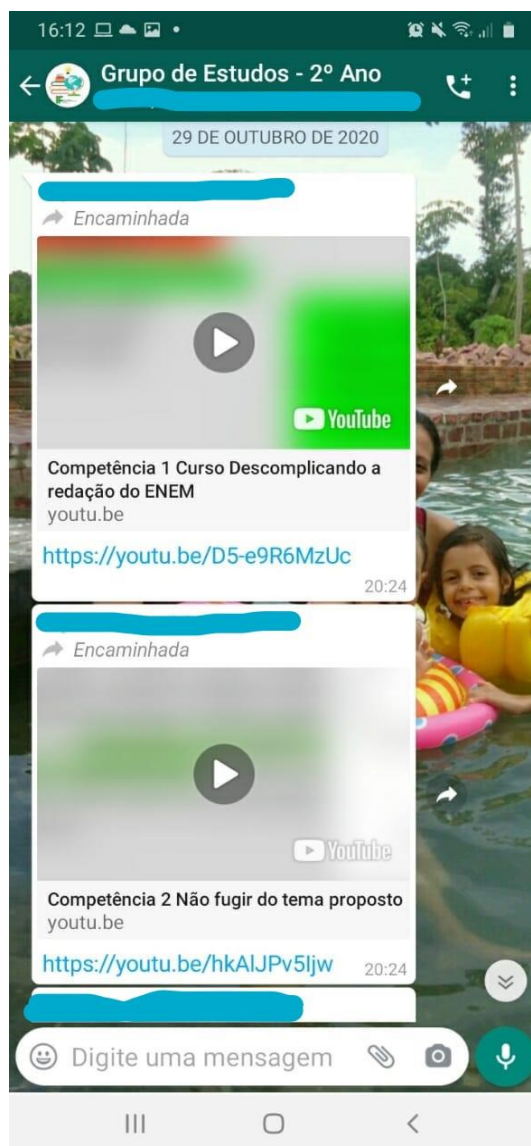 16:12
Grupo de Estudos - 2º Ano
29 DE OUTUBRO DE 2020
Encaminhada
YouTube
Competência 1 Curso Descomplicando a
redação do ENEM
youtu.be
https://youtu.be/D5-e9R6MzUc
20:24
Encaminhada
YouTube
Competência 2 Não fugir do tema proposto
youtu.be
https://youtu.be/hkAlJPv5Ijw
20:24
Digite uma mensagem